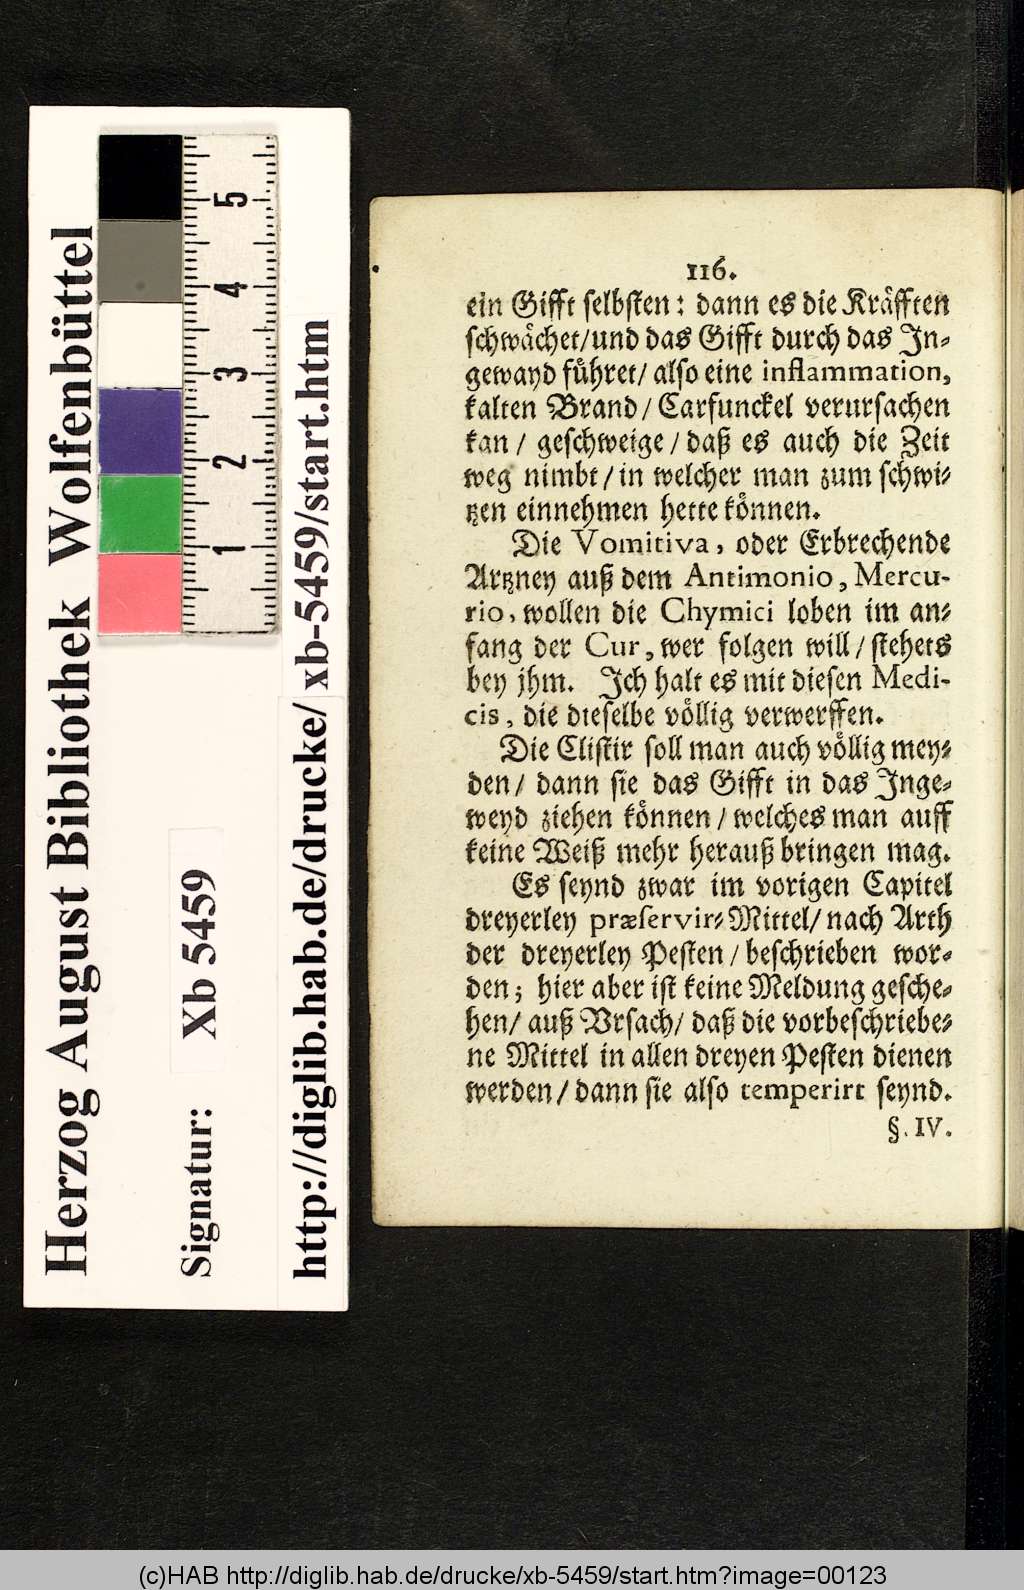 Herzog August Bibliothek Wolfenbüttel
Signatur: Xb 5459
http://diglib.hab.de/drucke/xb-5459/start.htm
1 2 3 4 5
116.
ein Gifft selbsten: dann es die Kräfften
schwächet/und das Gifft durch das In-
gewayd führet/ also eine inflammation,
kalten Brand/ Carfunckel verursachen
kan/ geschweige/ daß es auch die Zeit
weg nimbt/ in welcher man zum schwi-
tzen einnehmen hette können.
Die Vomitiva, oder Erbrechende
Artzney auß dem Antimonio, Mercu-
rio, wollen die Chymici loben im an-
fang der Cur, wer folgen will/ stehets
bey jhm. Ich halt es mit diesen Medi-
cis, die dieselbe völlig verwerffen.
Die Clistir soll man auch völlig mey-
den/ dann sie das Gifft in das Inge-
weyd ziehen können/ welches man auff
keine Weiß mehr herauß bringen mag.
Es seynd zwar im vorigen Capitel
dreyerley præservir-Mittel/ nach Arth
der dreyerley Pesten/ beschrieben wor-
den; hier aber ist keine Meldung gesche-
hen/ auß Vrsach/ daß die vorbeschriebe-
ne Mittel in allen dreyen Pesten dienen
werden/ dann sie also temperirt seynd.
§. IV.
(c)HAB http://diglib.hab.de/drucke/xb-5459/start.htm?image=00123